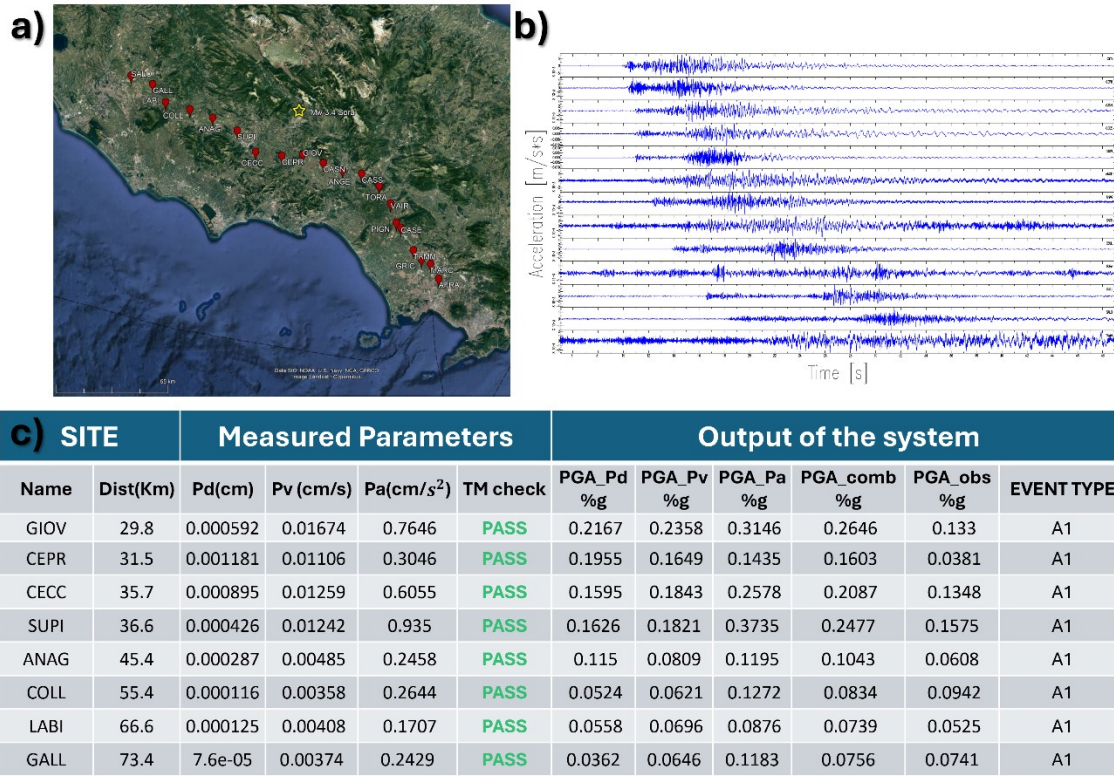 a)
SALO
GALL
LABI
COLL
ANAG
SUPI
Mw 3.4 Sora
CECC
CEPR
GIOV
CASN
ANGE
CASS
TORA
VAIR
PIGN
CASE
GRIC
MARC
AFRA
55 km
b)
Acceleration [m/s*s]
Time [s]
c) SITE Measured Parameters Output of the system
Name Dist(Km) Pd(cm) Pv (cm/s) Pa(cm/s²) TM check PGA_Pd %g PGA_Pv %g PGA_Pa %g PGA_comb %g PGA_obs %g EVENT TYPE
GIOV 29.8 0.000592 0.01674 0.7646 PASS 0.2167 0.2358 0.3146 0.2646 0.133 A1
CEPR 31.5 0.001181 0.01106 0.3046 PASS 0.1955 0.1649 0.1435 0.1603 0.0381 A1
CECC 35.7 0.000895 0.01259 0.6055 PASS 0.1595 0.1843 0.2578 0.2087 0.1348 A1
SUPI 36.6 0.000426 0.01242 0.935 PASS 0.1626 0.1821 0.3735 0.2477 0.1575 A1
ANAG 45.4 0.000287 0.00485 0.2458 PASS 0.115 0.0809 0.1195 0.1043 0.0608 A1
COLL 55.4 0.000116 0.00358 0.2644 PASS 0.0524 0.0621 0.1272 0.0834 0.0942 A1
LABI 66.6 0.000125 0.00408 0.1707 PASS 0.0558 0.0696 0.0876 0.0739 0.0525 A1
GALL 73.4 7.6e-05 0.00374 0.2429 PASS 0.0362 0.0646 0.1183 0.0756 0.0741 A1